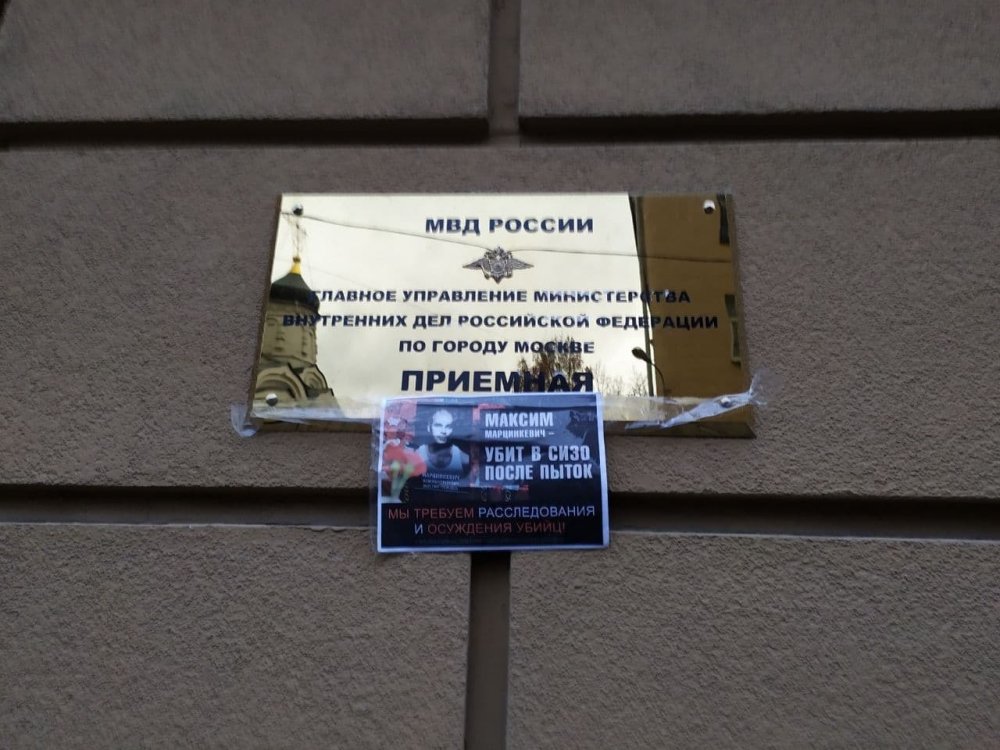 МВД РОССИИ
ГЛАВНОЕ УПРАВЛЕНИЕ МИНИСТЕРСТВА
ВНУТРЕННИХ ДЕЛ РОССИЙСКОЙ ФЕДЕРАЦИИ
ПО ГОРОДУ МОСКВЕ
ПРИЕМНАЯ
МАКСИМ
МАРЦИНКЕВИЧ –
УБИТ В СИЗО
ПОСЛЕ ПЫТОК
МАРЦИНКЕВИЧ
МЫ ТРЕБУЕМ РАССЛЕДОВАНИЯ
И ОСУЖДЕНИЯ УБИЙЦ!